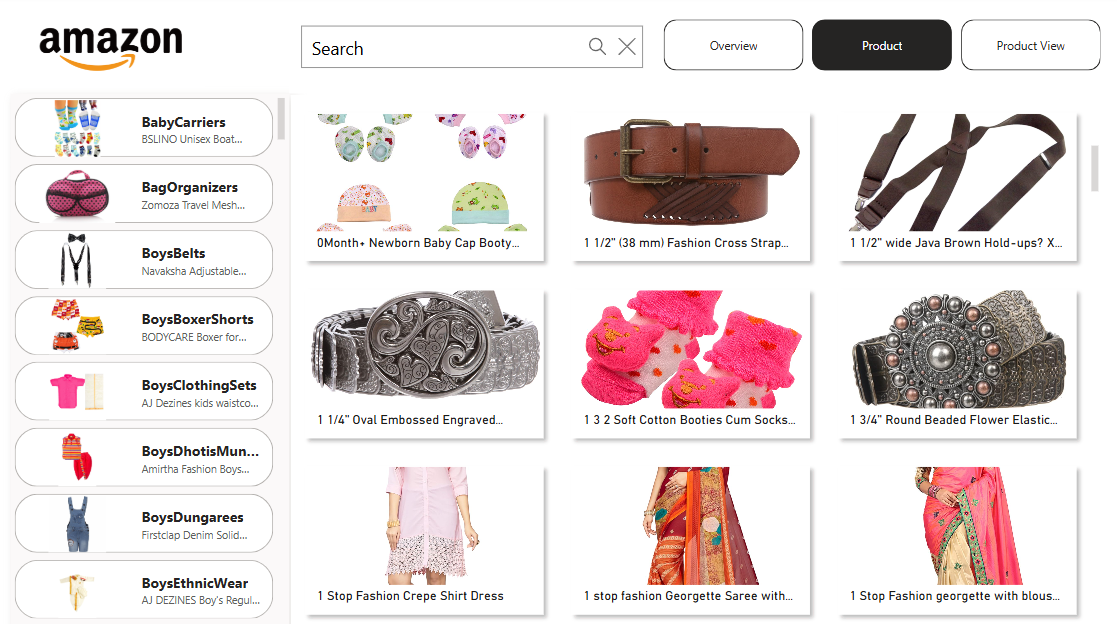 amazon
Search
Overview
Product
Product View
BabyCarriers
BSLINO Unisex Boat...
BagOrganizers
Zomoza Travel Mesh...
BoysBelts
Navaksha Adjustable...
BoysBoxerShorts
BODYCARE Boxer for...
BoysClothingSets
AJ Dezines kids waistco...
BoysDhotisMun...
Amirtha Fashion Boys...
BoysDungarees
Firstclap Denim Solid...
BoysEthnicWear
AJ DEZINES Boy's Regul...
0Month+ Newborn Baby Cap Booty...
1 1/2" (38 mm) Fashion Cross Strap...
1 1/2" wide Java Brown Hold-ups? X...
1 1/4" Oval Embossed Engraved...
1 3 2 Soft Cotton Booties Cum Socks...
1 3/4" Round Beaded Flower Elastic...
1 Stop Fashion Crepe Shirt Dress
1 stop fashion Georgette Saree with...
1 Stop Fashion georgette with blous...